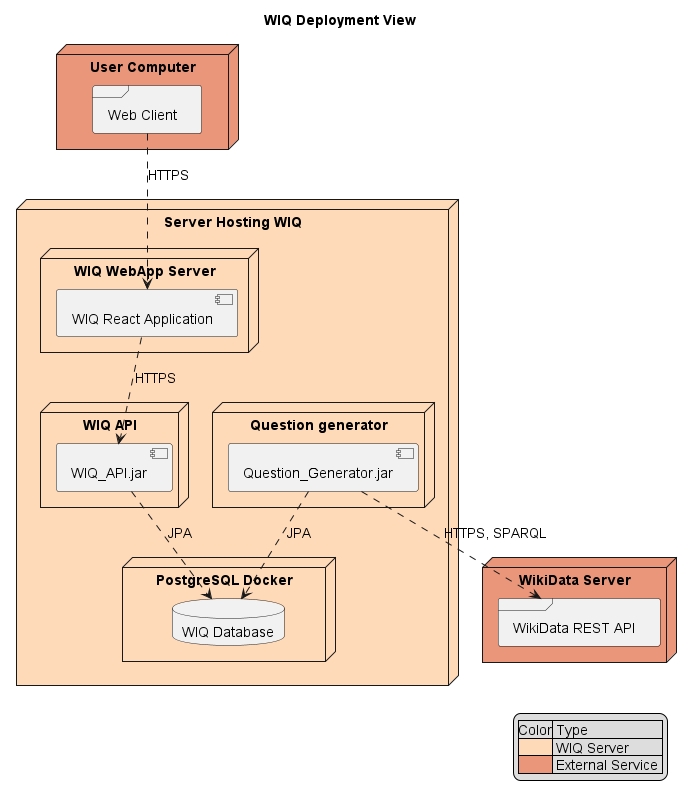 WIQ Deployment View
User Computer
Web Client
HTTPS
Server Hosting WIQ
WIQ WebApp Server
WIQ React Application
HTTPS
WIQ API
Question generator
WIQ_API.jar
Question_Generator.jar
JPA
JPA
HTTPS, SPARQL
PostgreSQL Docker
WikiData Server
WIQ Database
WikiData REST API
Color Type
WIQ Server
External Service